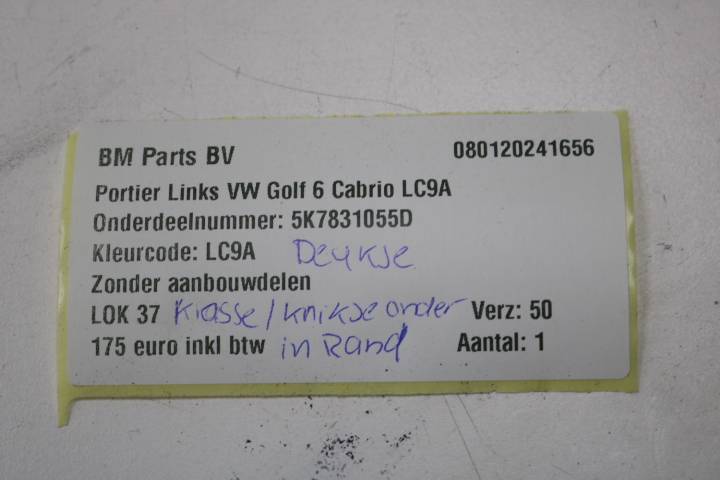 BM Parts BV 080120241656
Portier Links VW Golf 6 Cabrio LC9A
Onderdeelnummer: 5K7831055D
Kleurcode: LC9A Deukje
Zonder aanbouwdelen
LOK 37 Krasse/knikje onder Verz: 50
175 euro inkl btw in Rand Aantal: 1